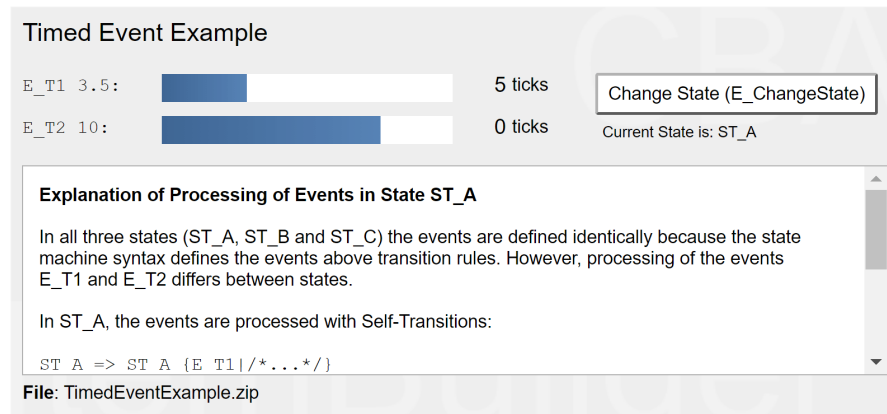 Timed Event Example
E_T1 3.5: 5 ticks
Change State (E_ChangeState)
E_T2 10: 0 ticks
Current State is: ST_A
Explanation of Processing of Events in State ST_A
In all three states (ST_A, ST_B and ST_C) the events are defined identically because the state
machine syntax defines the events above transition rules. However, processing of the events
E_T1 and E_T2 differs between states.
In ST_A, the events are processed with Self-Transitions:
ST_A => ST_A {E_T1|/*...*/}
File: TimedEventExample.zip